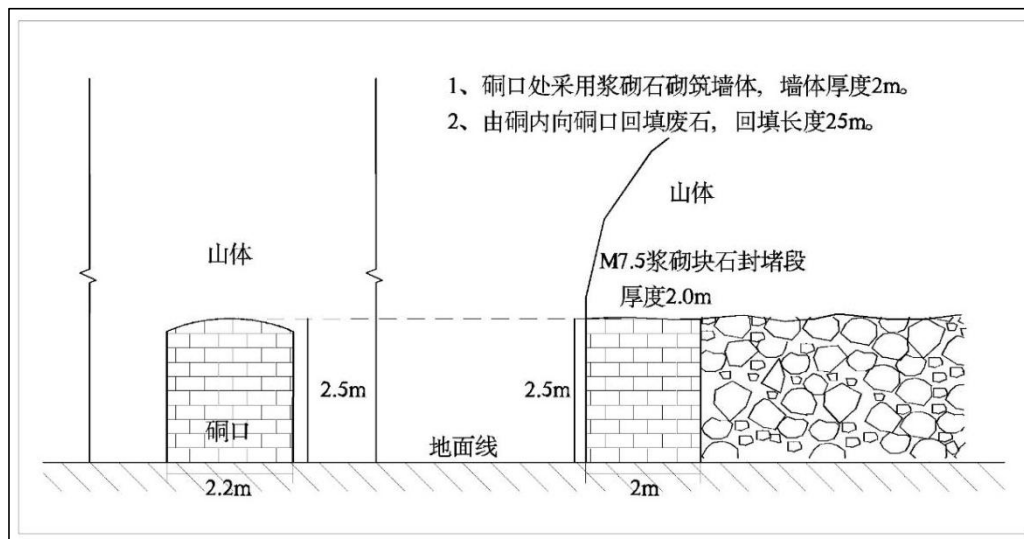 1、硐口处采用浆砌石砌筑墙体，墙体厚度2m。
2、由硐内向硐口回填废石，回填长度25m。
山体
山体
M7.5浆砌块石封堵段
厚度2.0m
2.5m
2.5m
硐口
地面线
2.2m
2m